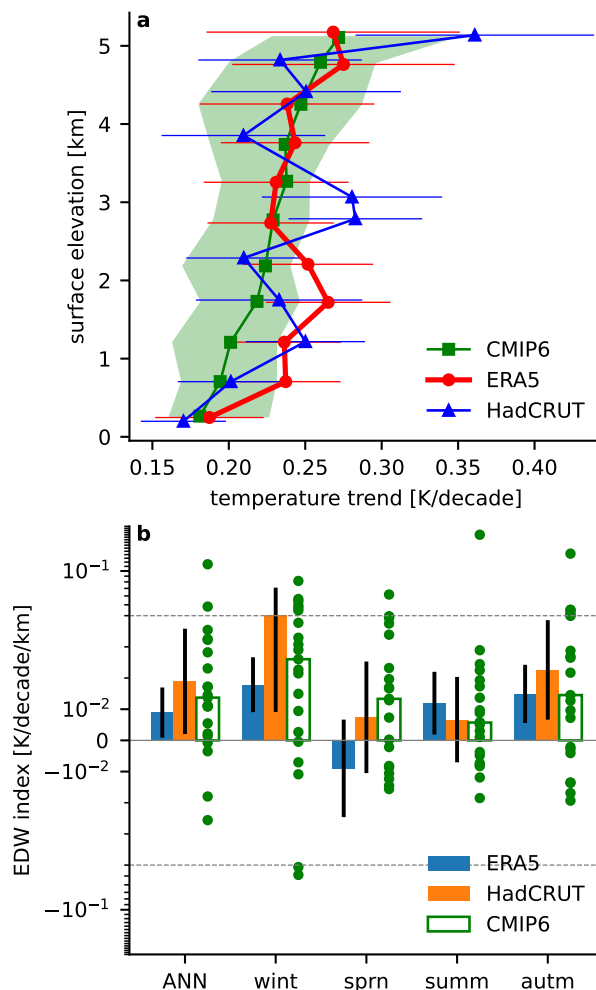 a
5
4
3
2
1
0
surface elevation [km]
CMIP6
ERA5
HadCRUT
0.15
0.20
0.25
0.30
0.35
0.40
temperature trend [K/decade]
b
10⁻¹
10⁻²
0
−10⁻²
−10⁻¹
EDW index [K/decade/km]
ERA5
HadCRUT
CMIP6
ANN
wint
sprn
summ
autm